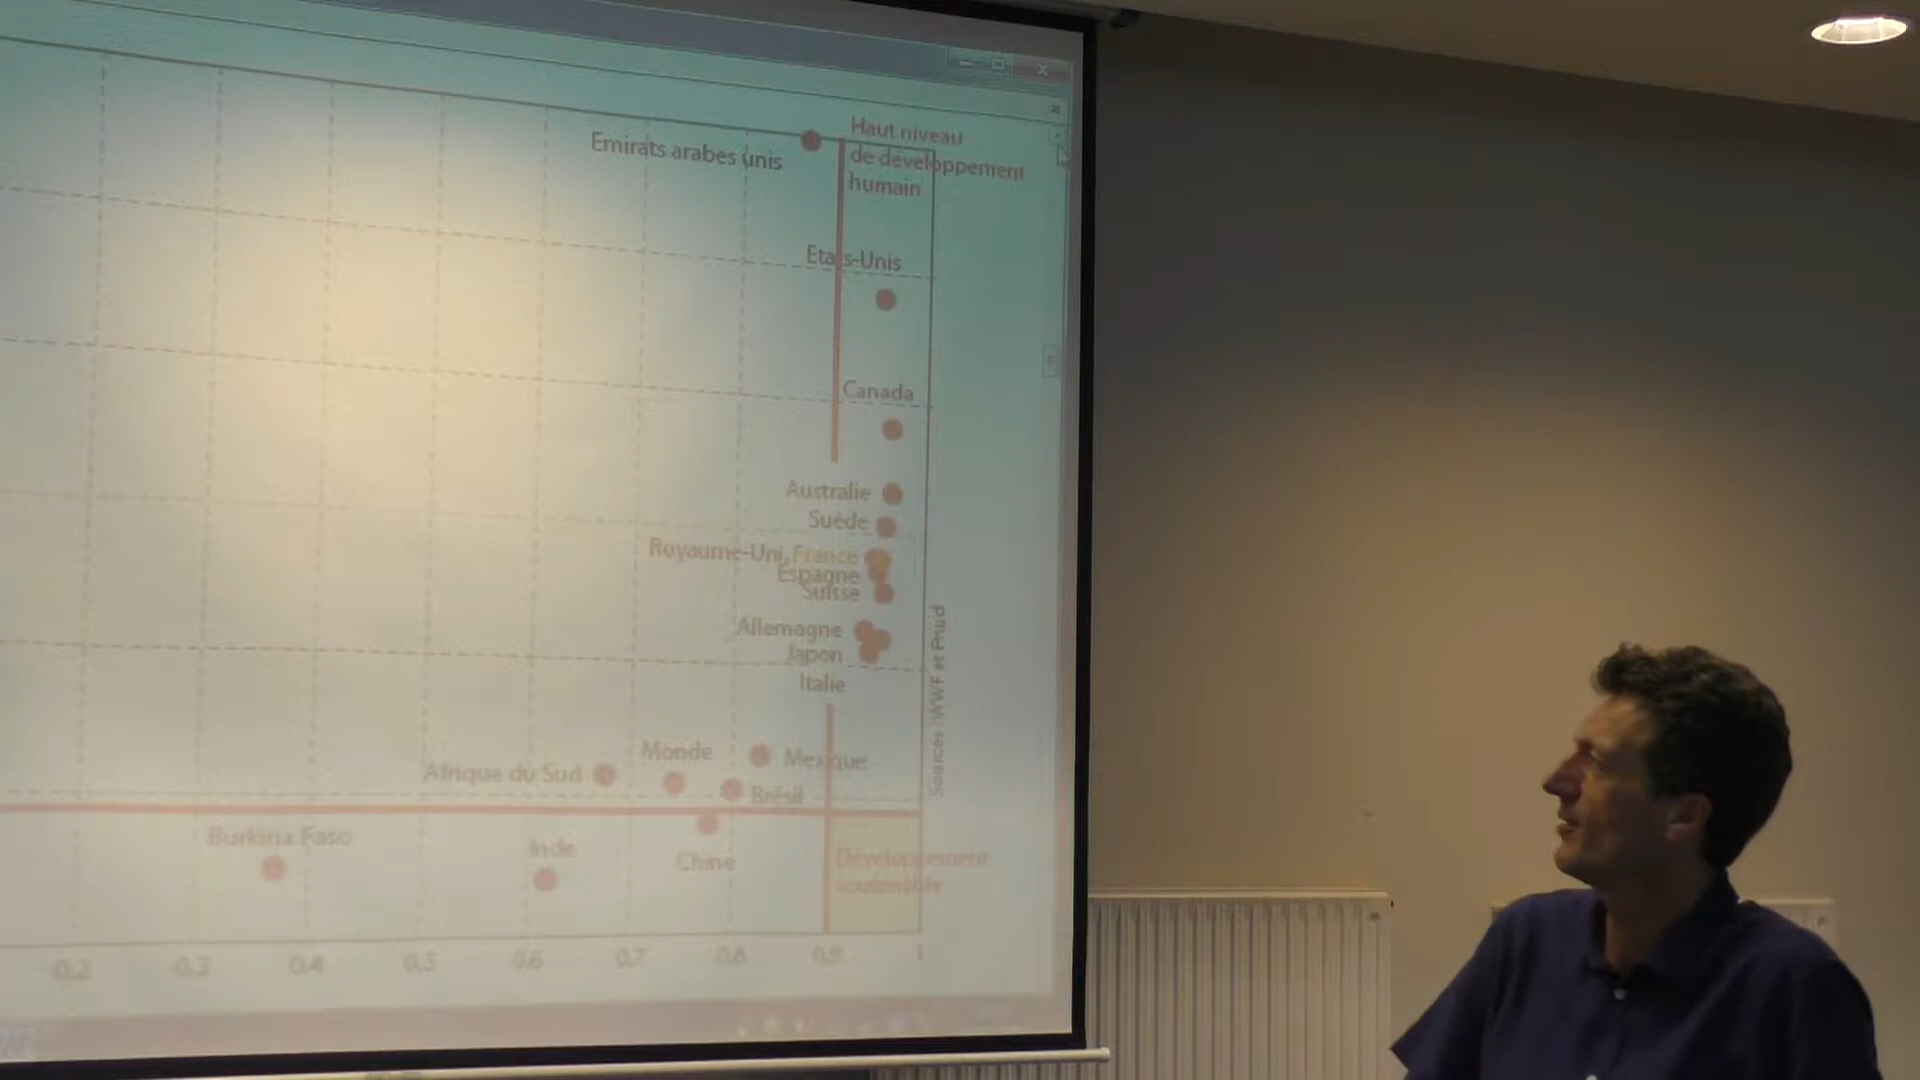 Haut niveau
de développement
humain
Emirats arabes unis
Etats-Unis
Canada
Australie
Suède
Royaume-Uni, France
Espagne
Suisse
Allemagne
Japon
Italie
Sources : WWF et Pnud
Monde
Mexique
Afrique du Sud
Brésil
Burkina Faso
Inde
Chine
Développement
soutenable
0.2 0.3 0.4 0.5 0.6 0.7 0.8 0.9 1